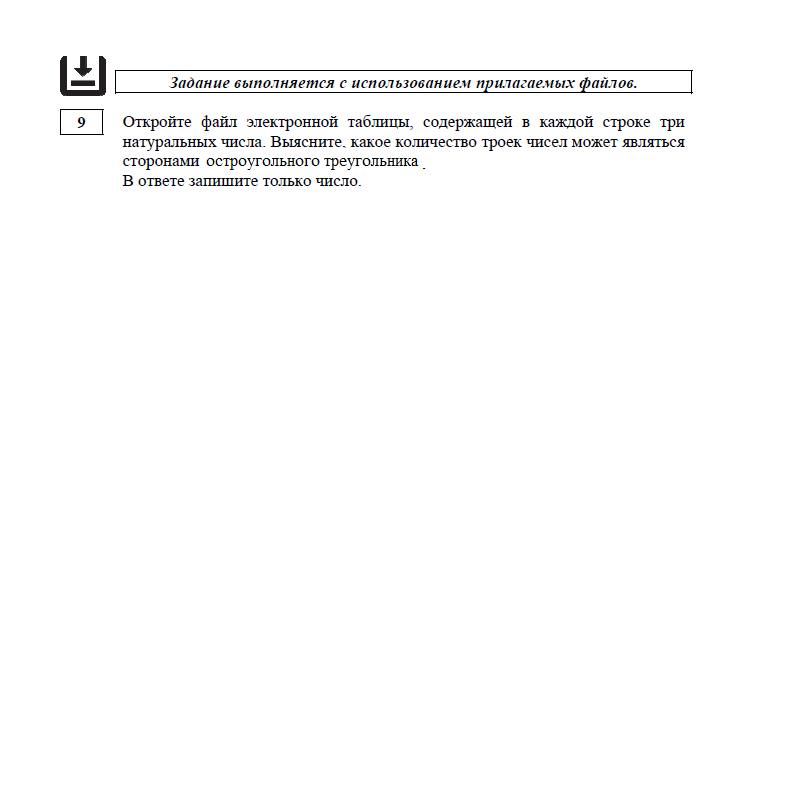 Задание выполняется с использованием прилагаемых файлов.
9
Откройте файл электронной таблицы, содержащей в каждой строке три
натуральных числа. Выясните, какое количество троек чисел может являться
сторонами остроугольного треугольника .
В ответе запишите только число.